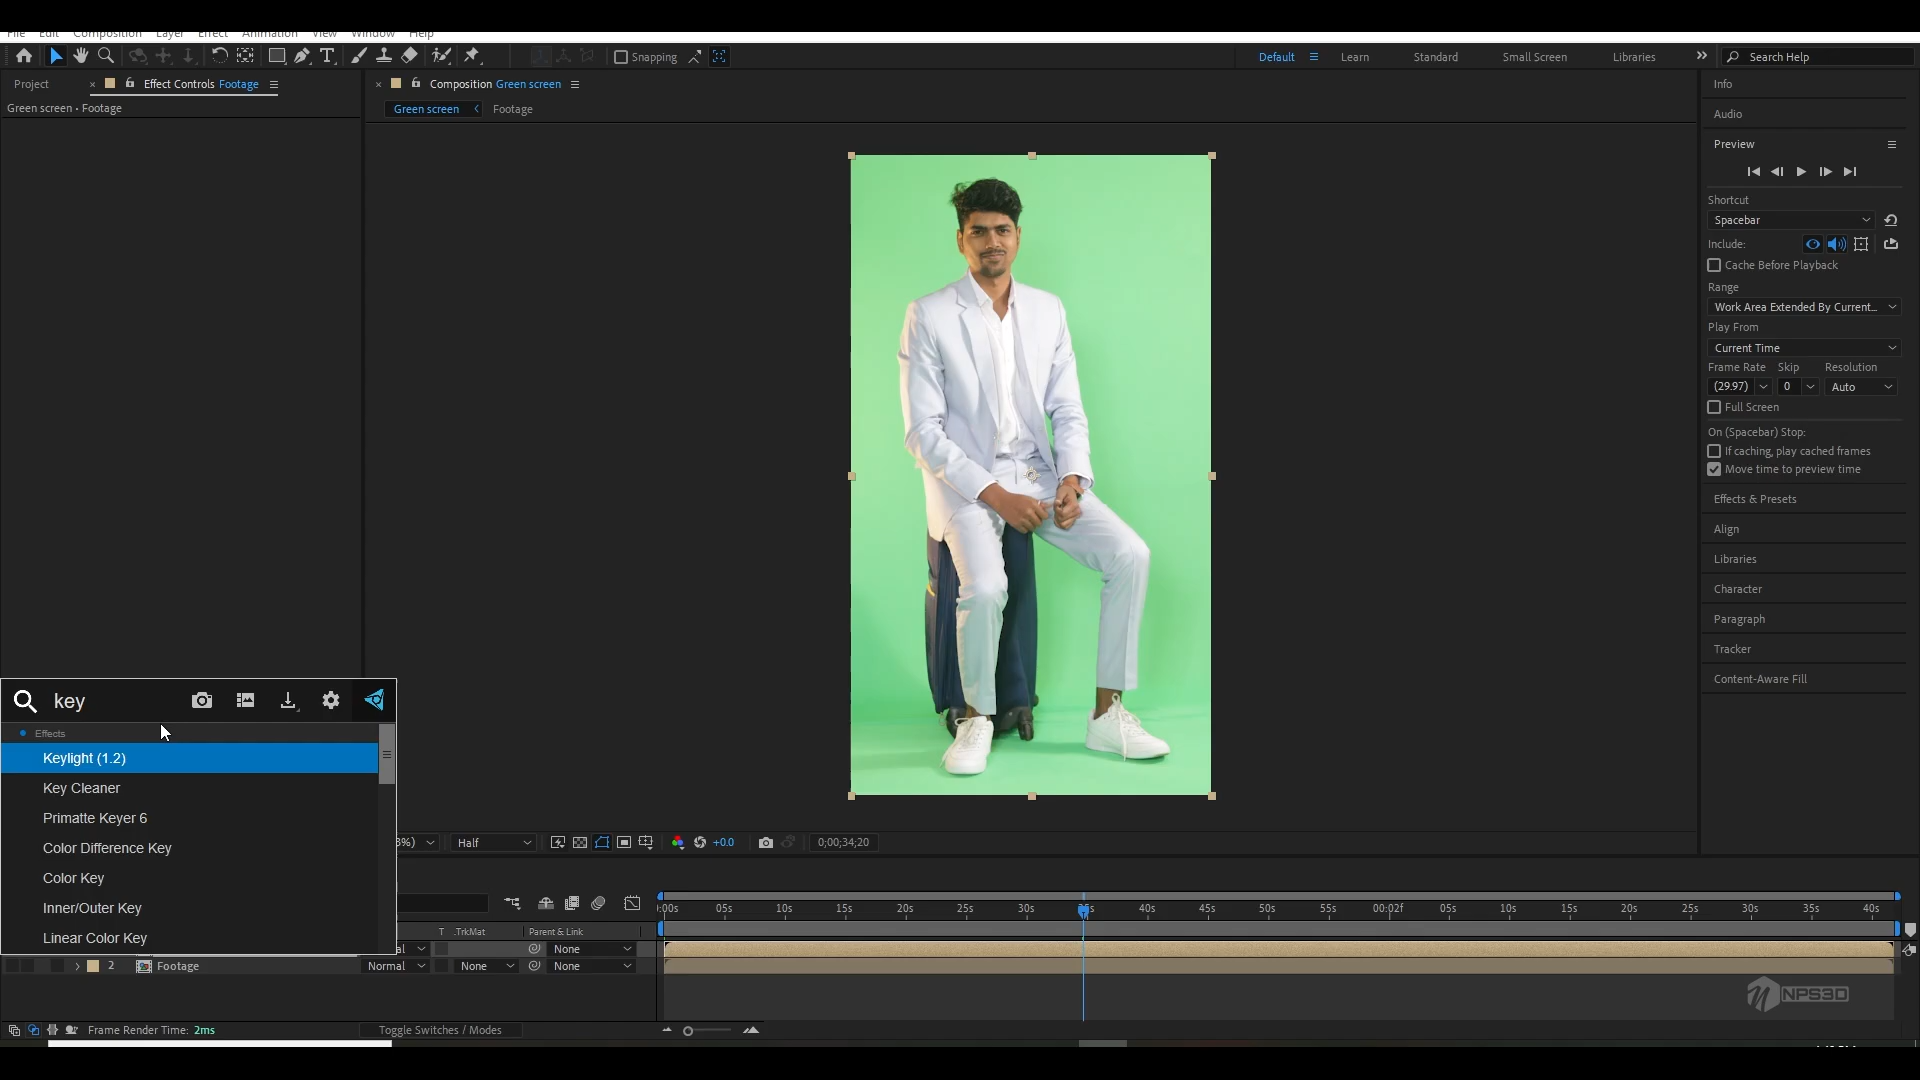 File Edit Composition Layer Effect Animation View Window Help
Snapping
Default Learn Standard Small Screen Libraries Search Help
Project Effect Controls Footage Composition Green screen Info
Green screen • Footage Green screen Footage
Audio
Preview
Shortcut
Spacebar
Include:
Cache Before Playback
Range
Work Area Extended By Current...
Play From
Current Time
Frame Rate Skip Resolution
(29.97) 0 Auto
Full Screen
On (Spacebar) Stop:
If caching, play cached frames
Move time to preview time
Effects & Presets
Align
Libraries
Character
Paragraph
Tracker
Content-Aware Fill
key
Effects
Keylight (1.2)
Key Cleaner
Primatte Keyer 6
Color Difference Key
Color Key
Inner/Outer Key
Linear Color Key
3%) Half +0.0 0;00;34;20
:00s 05s 10s 15s 20s 25s 30s 40s 45s 50s 55s 00:02f 05s 10s 15s 20s 25s 30s 35s 40s
T .TrkMat Parent & Link
None
2 Footage Normal None None
NPS3D
Frame Render Time: 2ms Toggle Switches / Modes